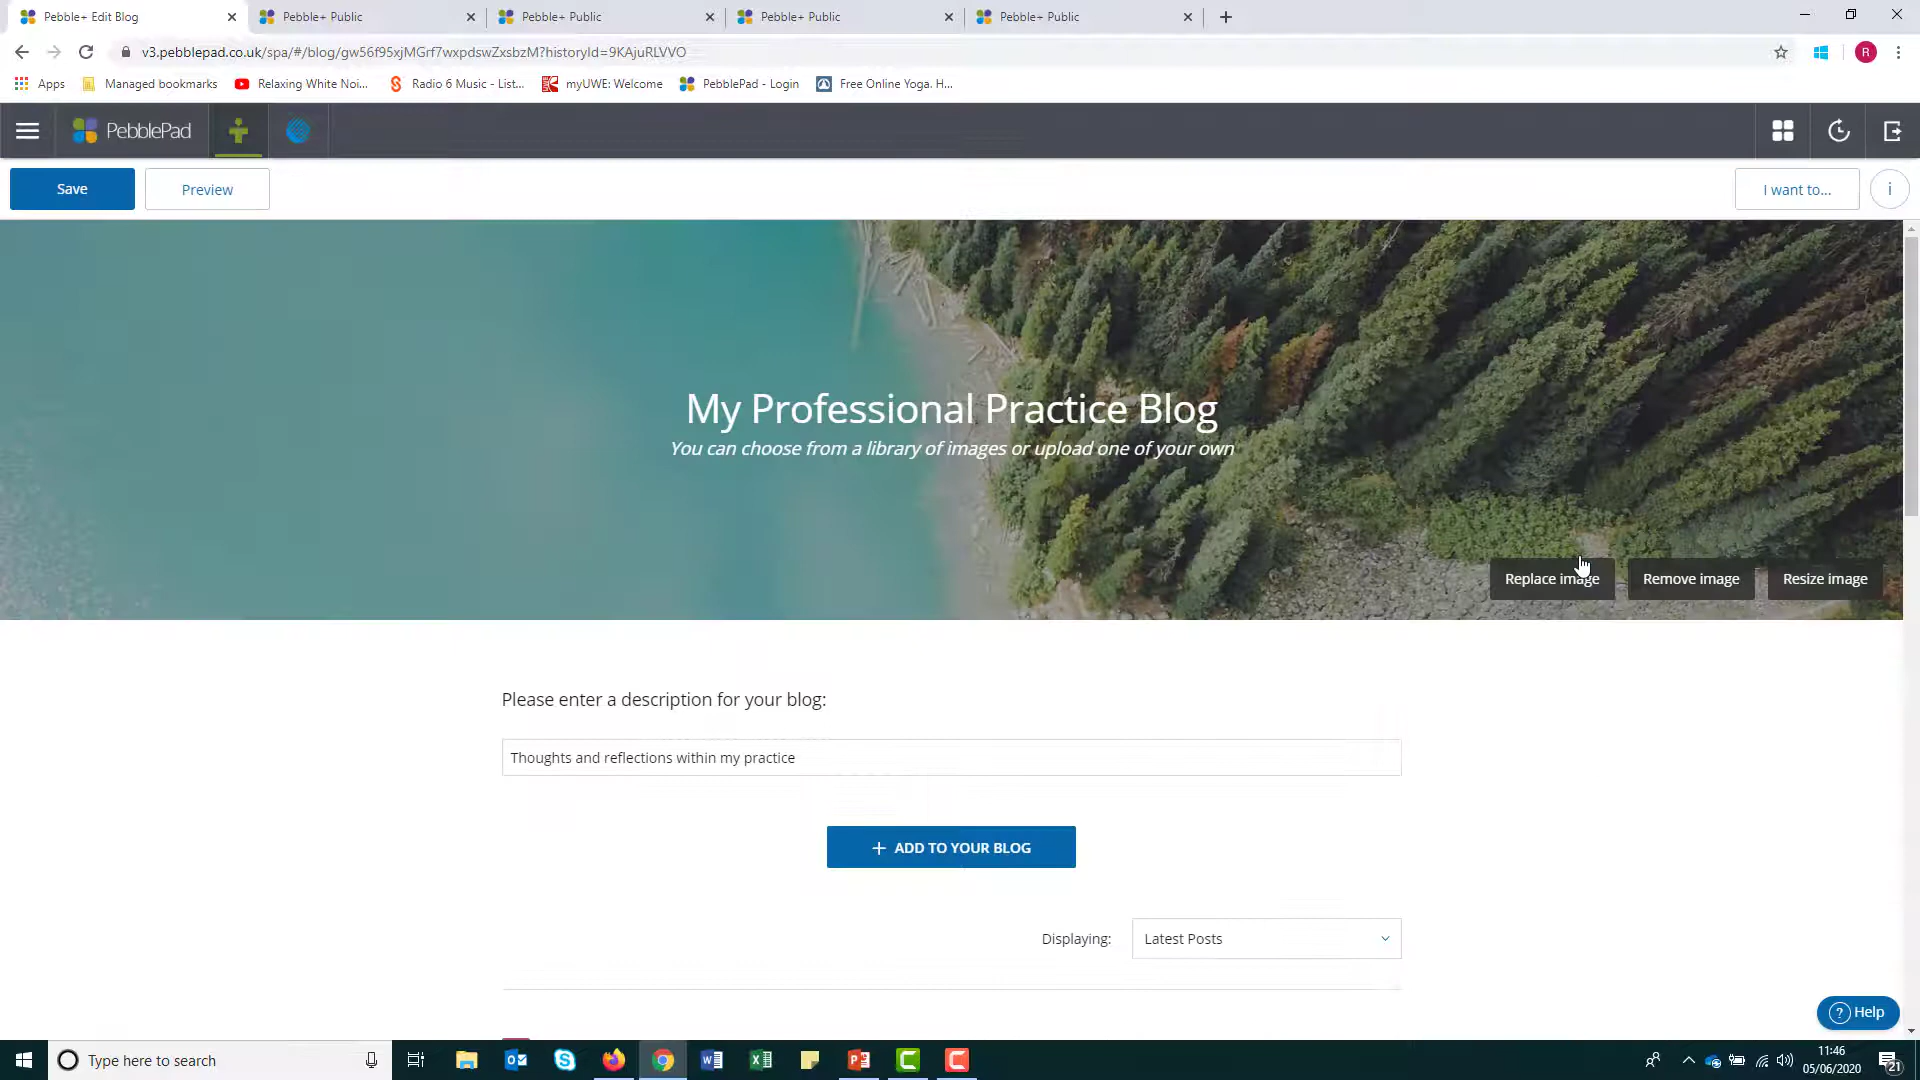 Pebble+ Edit Blog
Pebble+ Public
Pebble+ Public
Pebble+ Public
Pebble+ Public
v3.pebblepad.co.uk/spa/#/blog/gw56f95xjMGrf7wxpdswZxsbzM?historyId=9KAjuRLVVO
R
Apps
Managed bookmarks
Relaxing White Noi...
Radio 6 Music - List...
myUWE: Welcome
PebblePad - Login
Free Online Yoga. H...
PebblePad
Save
Preview
I want to...
i
My Professional Practice Blog
You can choose from a library of images or upload one of your own
Replace image
Remove image
Resize image
Please enter a description for your blog:
Thoughts and reflections within my practice
+ ADD TO YOUR BLOG
Displaying:
Latest Posts
? Help
Type here to search
11:46
05/06/2020
21